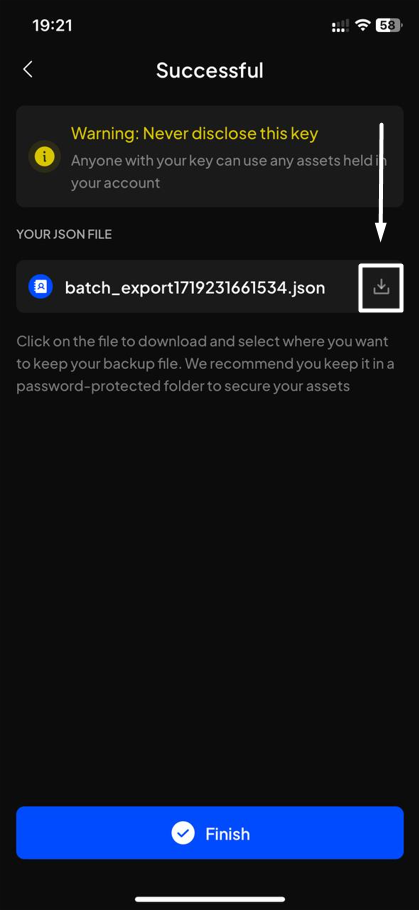 19:21
58
Successful
Warning: Never disclose this key
Anyone with your key can use any assets held in
your account
YOUR JSON FILE
batch_export1719231661534.json
Click on the file to download and select where you want
to keep your backup file. We recommend you keep it in a
password-protected folder to secure your assets
Finish